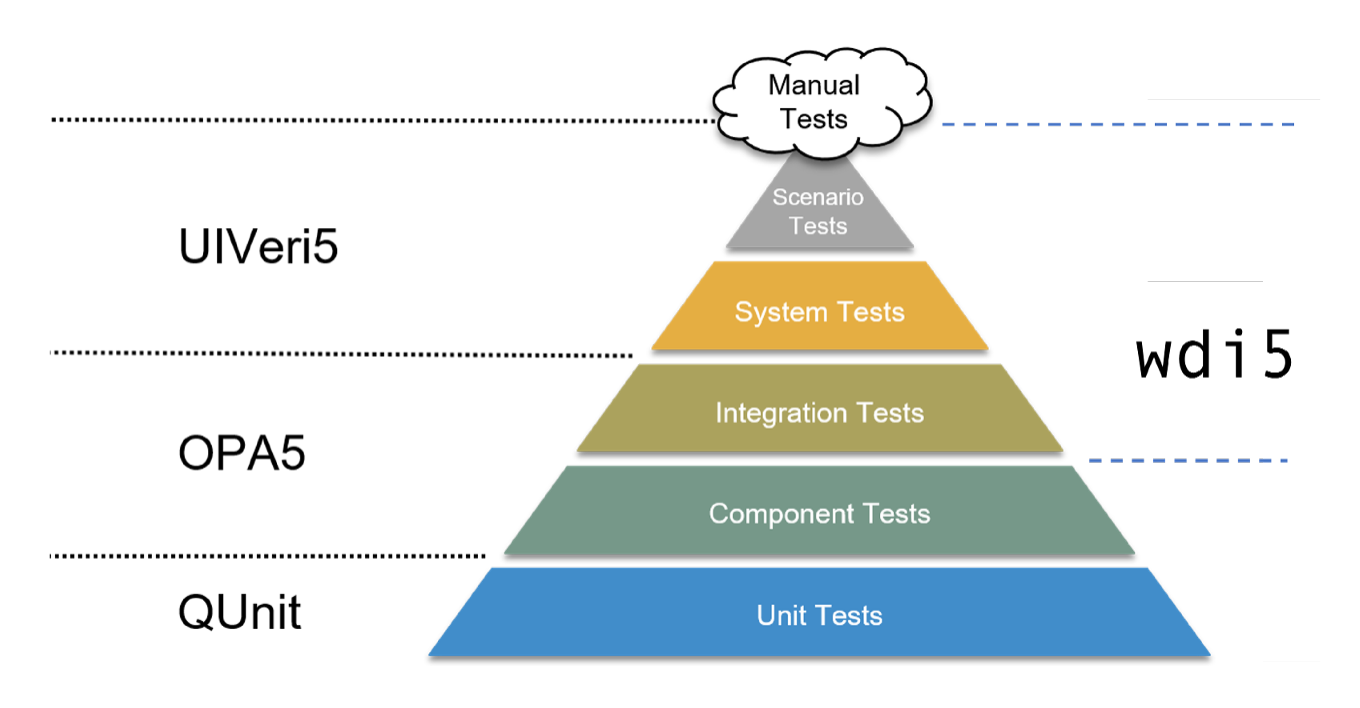 Manual
Tests
Scenario
Tests
UIVeri5
System Tests
wdi5
Integration Tests
OPA5
Component Tests
QUnit
Unit Tests